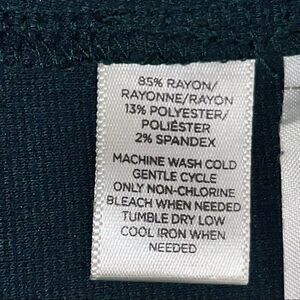 85% RAYON/
RAYONNE/RAYON
13% POLYESTER/
POLIÉSTER
2% SPANDEX
MACHINE WASH COLD
GENTLE CYCLE
ONLY NON-CHLORINE
BLEACH WHEN NEEDED
TUMBLE DRY LOW
COOL IRON WHEN
NEEDED